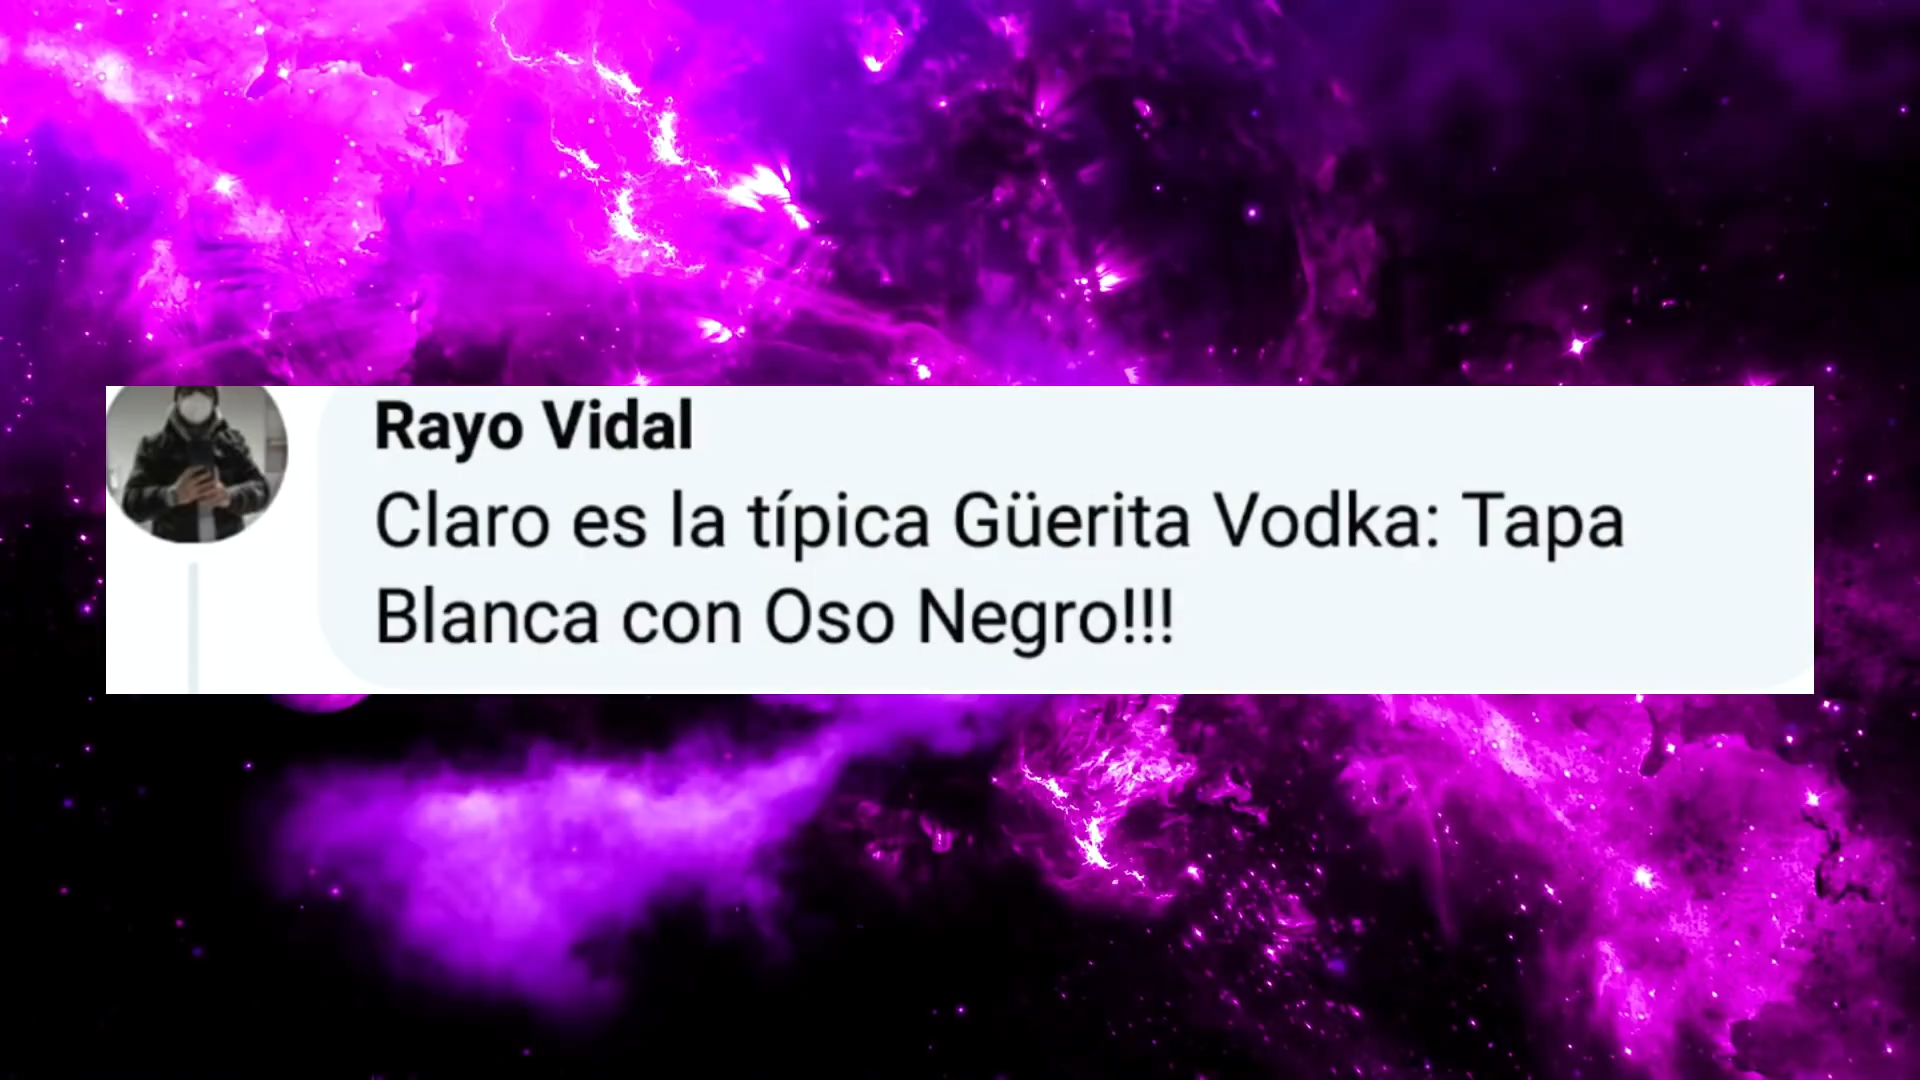 Rayo Vidal
Claro es la típica Güerita Vodka: Tapa
Blanca con Oso Negro!!!